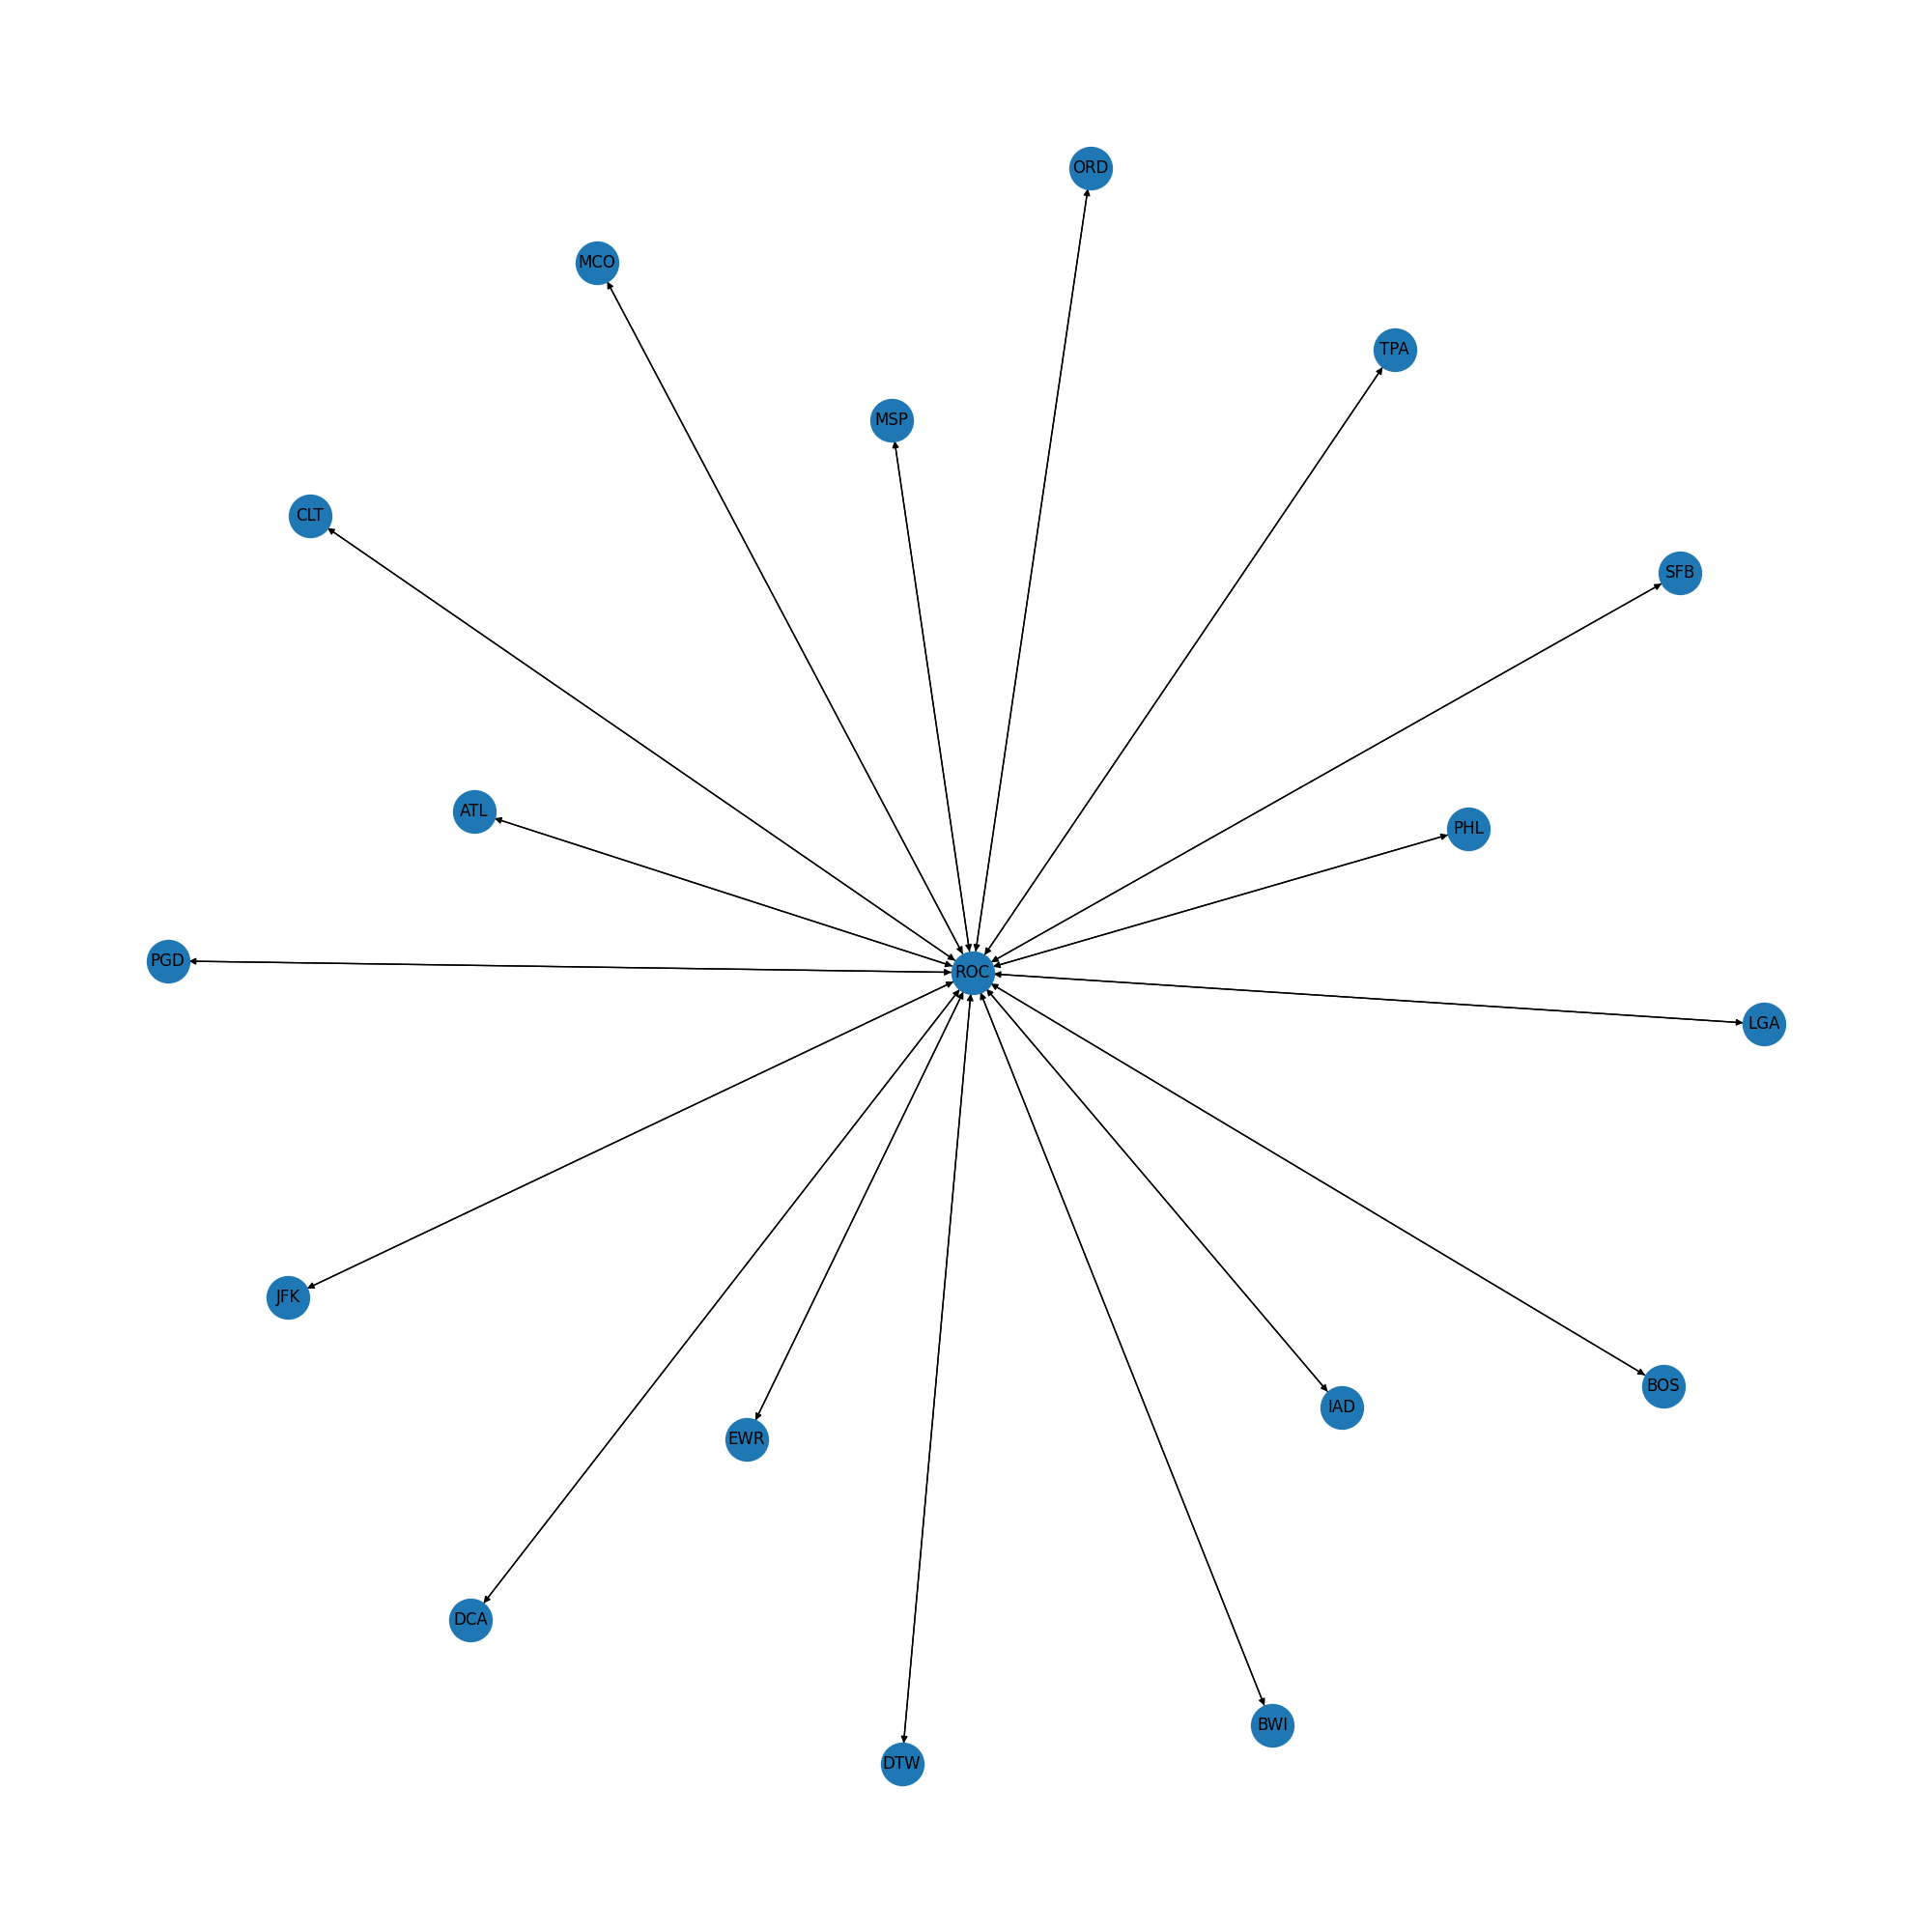 ORD
MCO
TPA
MSP
CLT
SFB
ATL
PHL
PGD
ROC
LGA
JFK
BOS
IAD
EWR
DCA
BWI
DTW